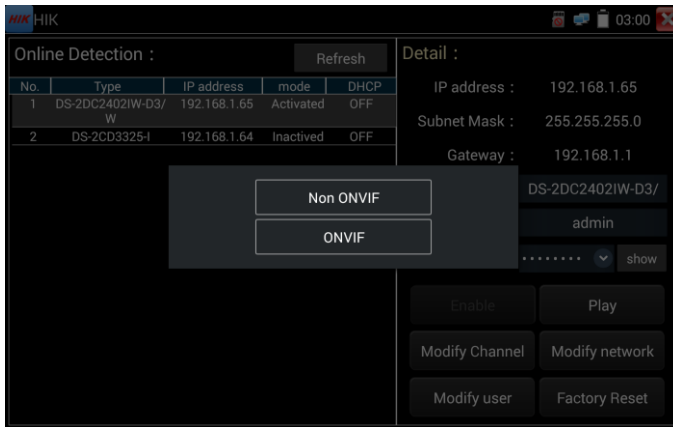 HIK HIK 03:00
Online Detection :
Refresh
No. Type IP address mode DHCP
1 DS-2DC2402IW-D3/ 192.168.1.65 Activated OFF
W
2 DS-2CD3325-I 192.168.1.64 Inactived OFF
Non ONVIF
ONVIF
Detail :
IP address : 192.168.1.65
Subnet Mask : 255.255.255.0
Gateway : 192.168.1.1
DS-2DC2402IW-D3/
admin
········ show
Enable Play
Modify Channel Modify network
Modify user Factory Reset